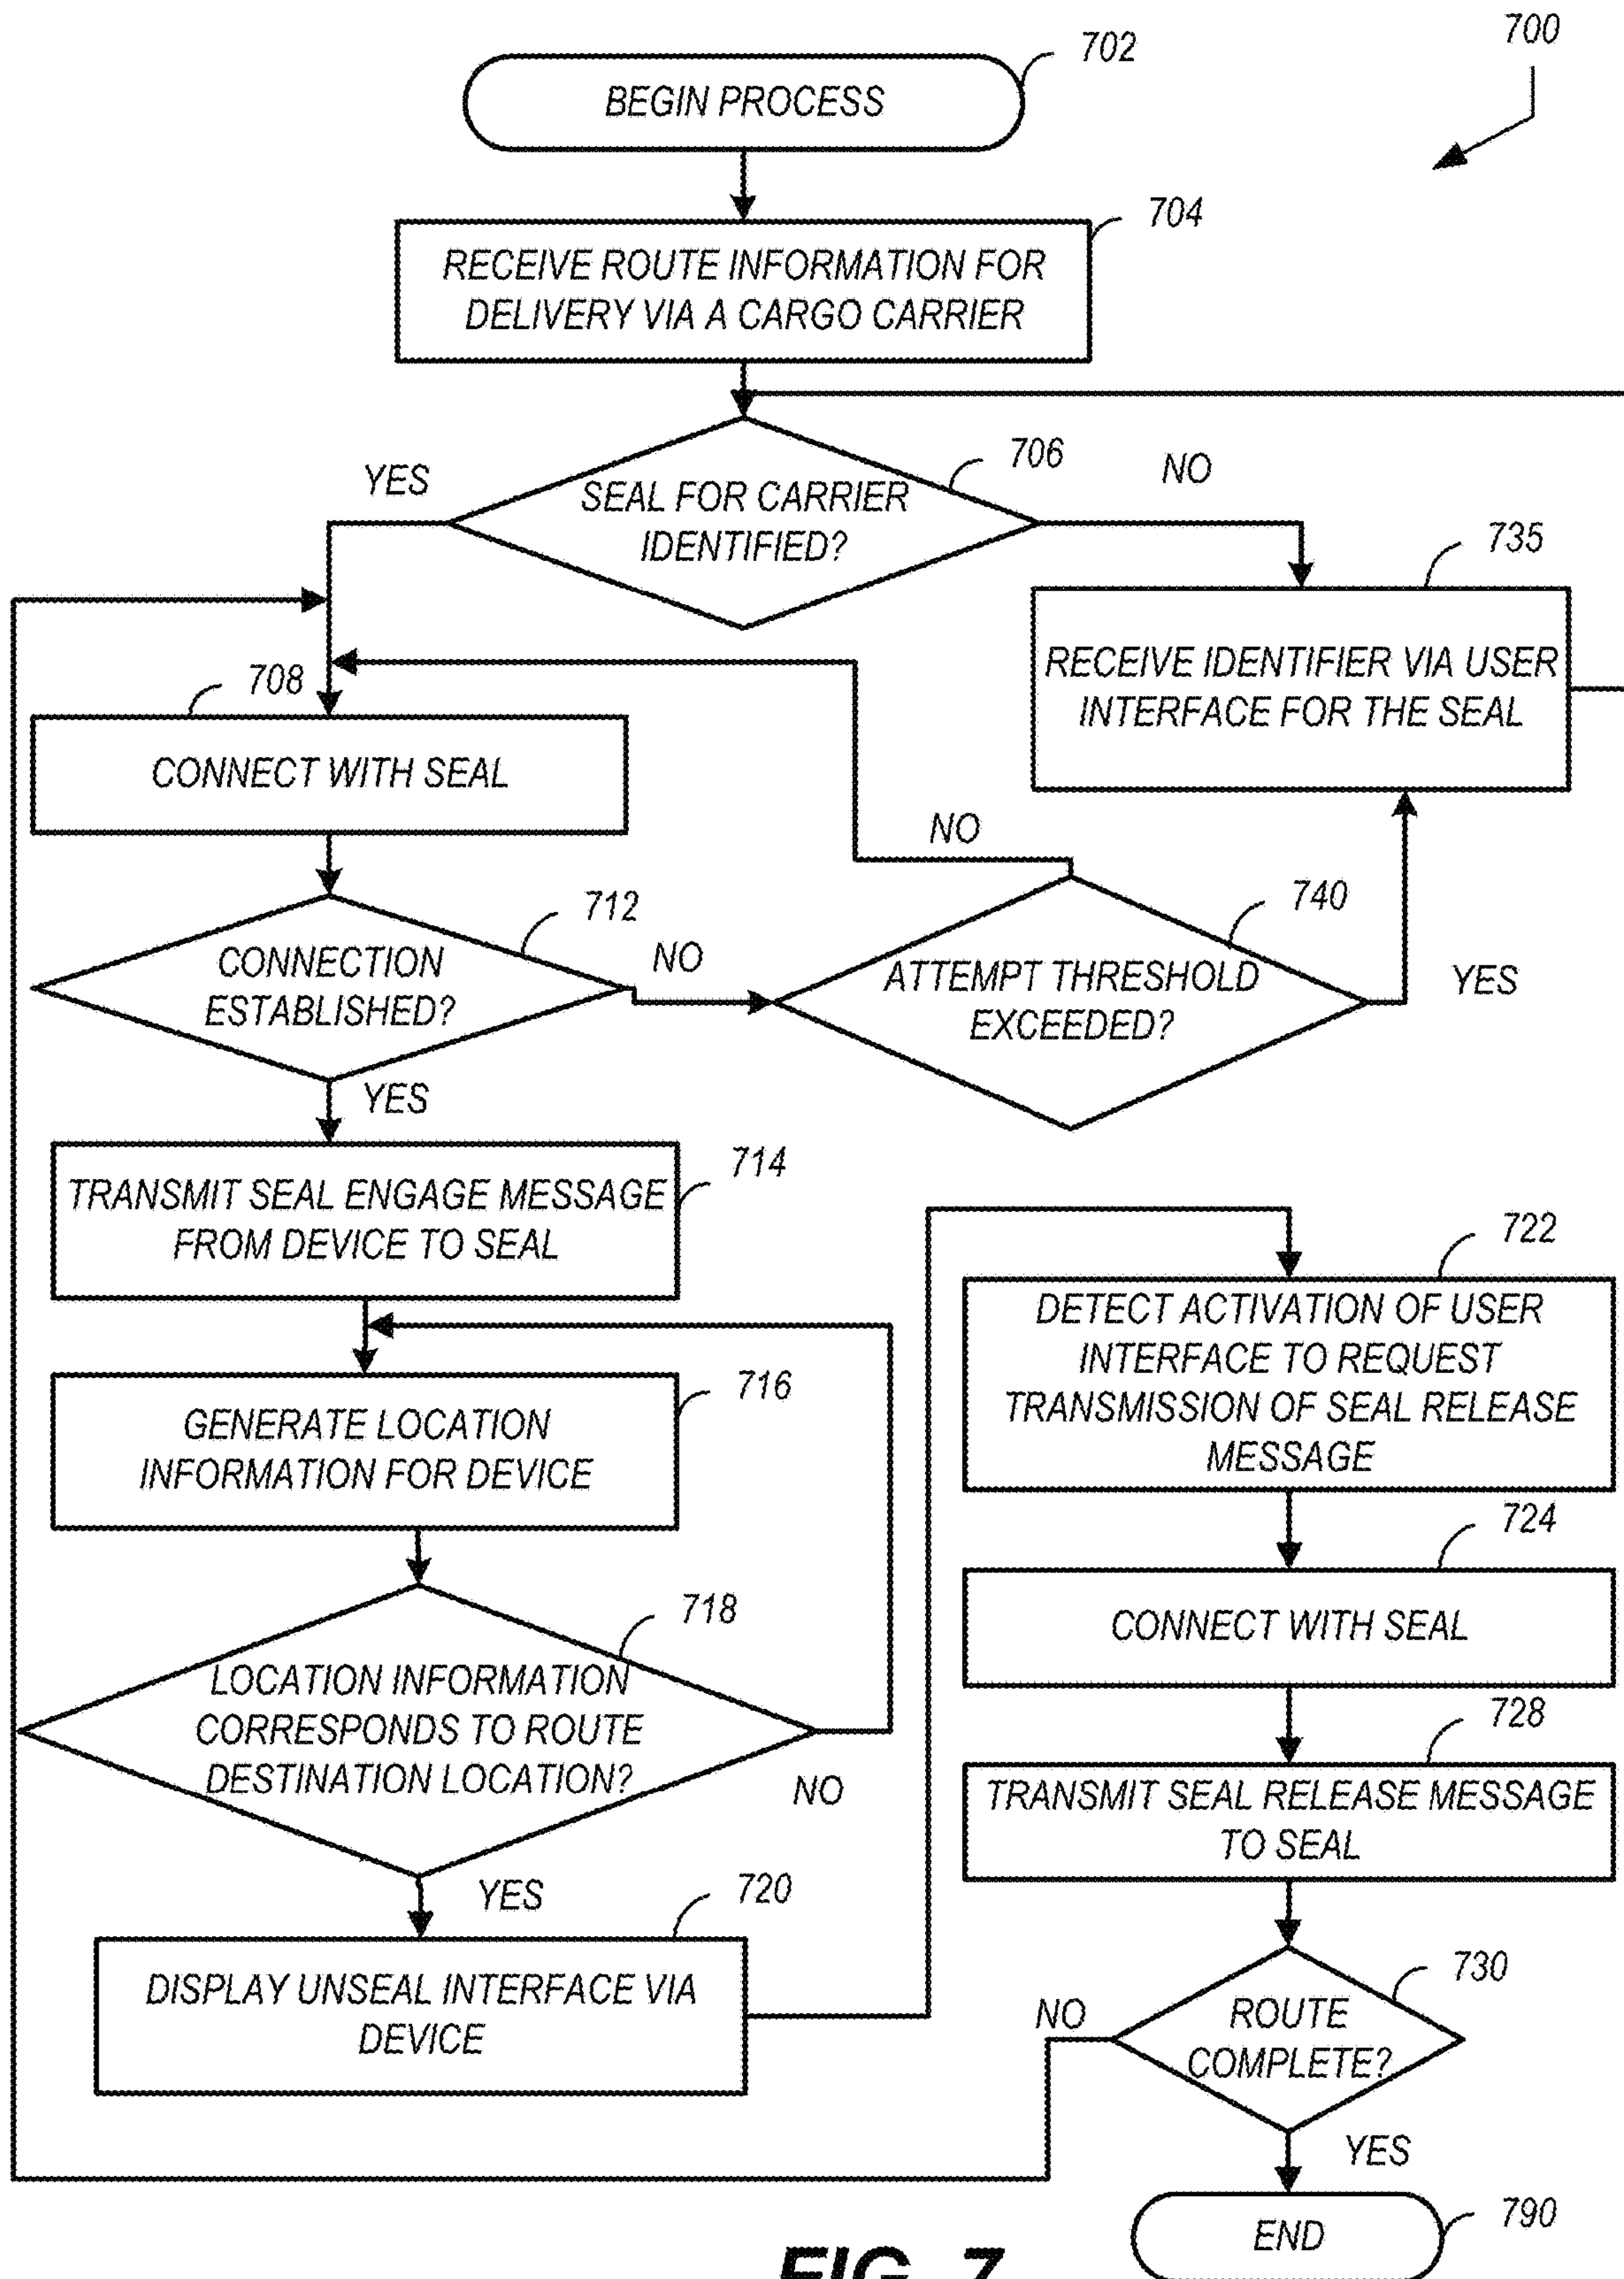 700
702
BEGIN PROCESS
704
RECEIVE ROUTE INFORMATION FOR
DELIVERY VIA A CARGO CARRIER
706
YES
NO
SEAL FOR CARRIER
IDENTIFIED?
735
RECEIVE IDENTIFIER VIA USER
INTERFACE FOR THE SEAL
708
CONNECT WITH SEAL
NO
712
740
CONNECTION
ESTABLISHED?
NO
ATTEMPT THRESHOLD
EXCEEDED?
YES
YES
714
TRANSMIT SEAL ENGAGE MESSAGE
FROM DEVICE TO SEAL
716
GENERATE LOCATION
INFORMATION FOR DEVICE
718
LOCATION INFORMATION
CORRESPONDS TO ROUTE
DESTINATION LOCATION?
NO
YES
720
DISPLAY UNSEAL INTERFACE VIA
DEVICE
722
DETECT ACTIVATION OF USER
INTERFACE TO REQUEST
TRANSMISSION OF SEAL RELEASE
MESSAGE
724
CONNECT WITH SEAL
728
TRANSMIT SEAL RELEASE MESSAGE
TO SEAL
730
NO
ROUTE
COMPLETE?
YES
790
END
FIG. 7